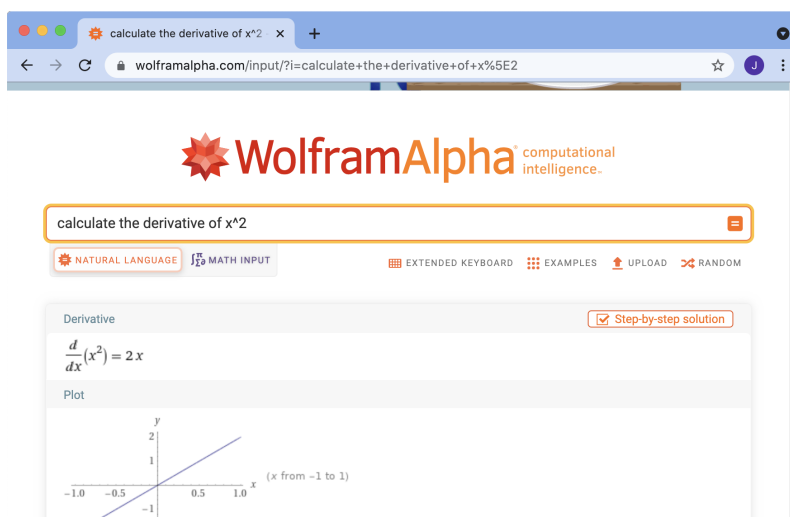 calculate the derivative of x^2
wolframalpha.com/input/?i=calculate+the+derivative+of+x%5E2
J
WolframAlpha computational intelligence.
calculate the derivative of x^2
=
NATURAL LANGUAGE
∫π Σ∂ MATH INPUT
EXTENDED KEYBOARD
EXAMPLES
UPLOAD
RANDOM
Derivative
Step-by-step solution
d/dx(x²) = 2 x
Plot
y
2
1
(x from −1 to 1)
x
−1.0 −0.5 0.5 1.0
−1